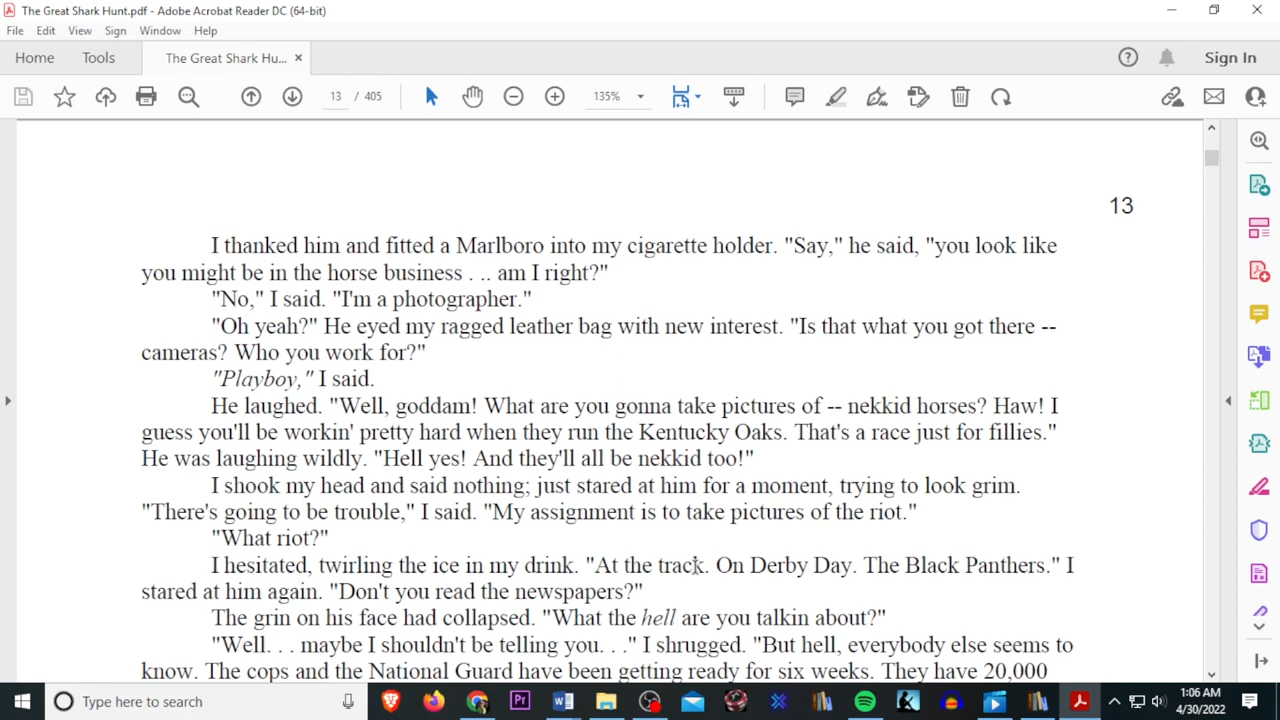 The Great Shark Hunt.pdf - Adobe Acrobat Reader DC (64-bit)
File Edit View Sign Window Help
Home Tools The Great Shark Hu... × Sign In
13 / 405 135%
13
I thanked him and fitted a Marlboro into my cigarette holder. "Say," he said, "you look like
you might be in the horse business . .. am I right?"
"No," I said. "I'm a photographer."
"Oh yeah?" He eyed my ragged leather bag with new interest. "Is that what you got there --
cameras? Who you work for?"
"Playboy," I said.
He laughed. "Well, goddam! What are you gonna take pictures of -- nekkid horses? Haw! I
guess you'll be workin' pretty hard when they run the Kentucky Oaks. That's a race just for fillies."
He was laughing wildly. "Hell yes! And they'll all be nekkid too!"
I shook my head and said nothing; just stared at him for a moment, trying to look grim.
"There's going to be trouble," I said. "My assignment is to take pictures of the riot."
"What riot?"
I hesitated, twirling the ice in my drink. "At the track. On Derby Day. The Black Panthers." I
stared at him again. "Don't you read the newspapers?"
The grin on his face had collapsed. "What the hell are you talkin about?"
"Well. . . maybe I shouldn't be telling you. . ." I shrugged. "But hell, everybody else seems to
know. The cops and the National Guard have been getting ready for six weeks. They have 20,000
Type here to search
1:06 AM
4/30/2022